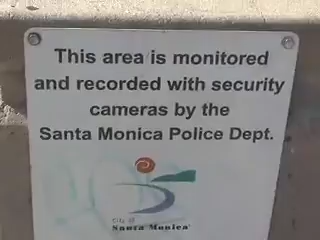 This area is monitored
and recorded with security
cameras by the
Santa Monica Police Dept.
City of
Santa Monica